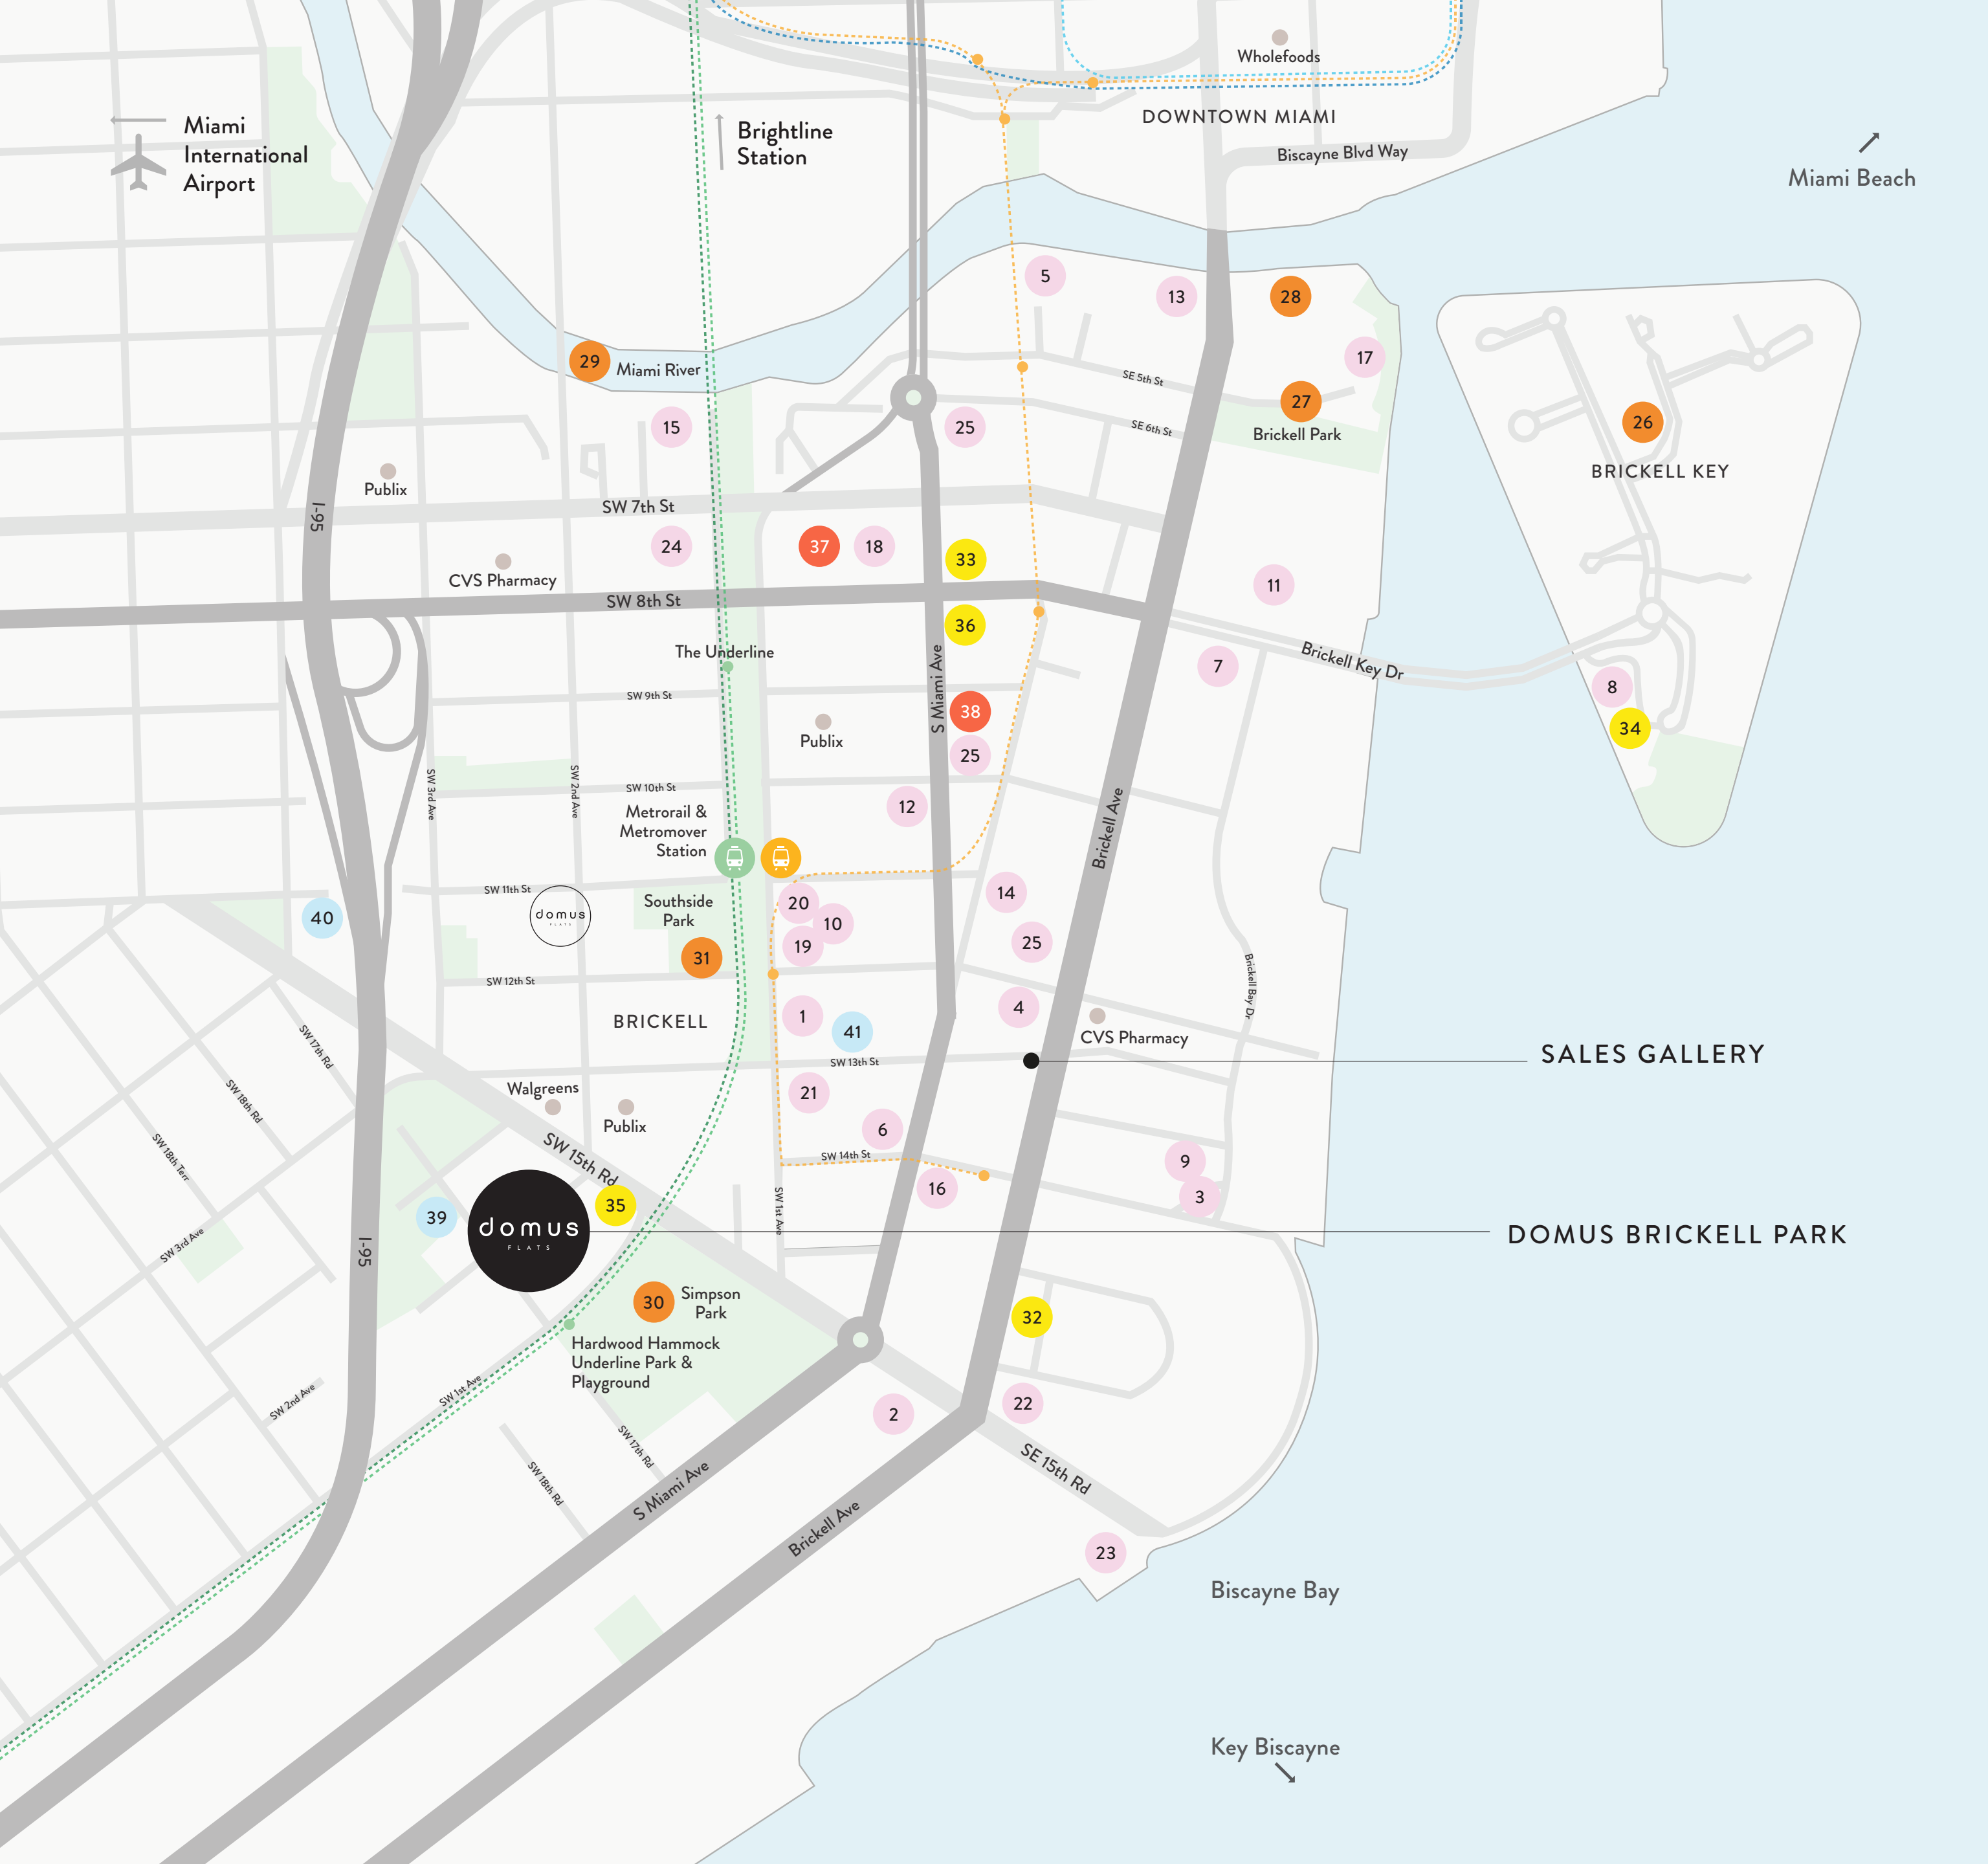 Wholefoods
DOWNTOWN MIAMI
Biscayne Blvd Way
Miami
International
Airport
Brightline
Station
Miami Beach
5
13
28
17
29
Miami River
SE 5th St
27
Brickell Park
SE 6th St
15
25
26
BRICKELL KEY
Publix
I-95
SW 7th St
24
37
18
33
CVS Pharmacy
SW 8th St
11
36
The Underline
S Miami Ave
7
Brickell Key Dr
8
34
SW 9th St
38
Publix
25
SW 3rd Ave
SW 2nd Ave
SW 10th St
12
Metrorail &
Metromover
Station
Brickell Ave
SW 11th St
domus
FLATS
40
Southside
Park
31
20
10
19
14
25
SW 12th St
Brickell Bay Dr
BRICKELL
1
41
4
CVS Pharmacy
SW 13th St
SALES GALLERY
SW 17th Rd
SW 18th Rd
SW 18th Terr
SW 3rd Ave
Walgreens
Publix
21
6
SW 15th Rd
SW 14th St
9
3
16
39
domus
FLATS
35
SW 1st Ave
DOMUS BRICKELL PARK
I-95
30
Simpson
Park
32
Hardwood Hammock
Underline Park &
Playground
SW 2nd Ave
SW 1st Ave
2
22
SW 17th Rd
SW 18th Rd
S Miami Ave
Brickell Ave
SE 15th Rd
23
Biscayne Bay
Key Biscayne